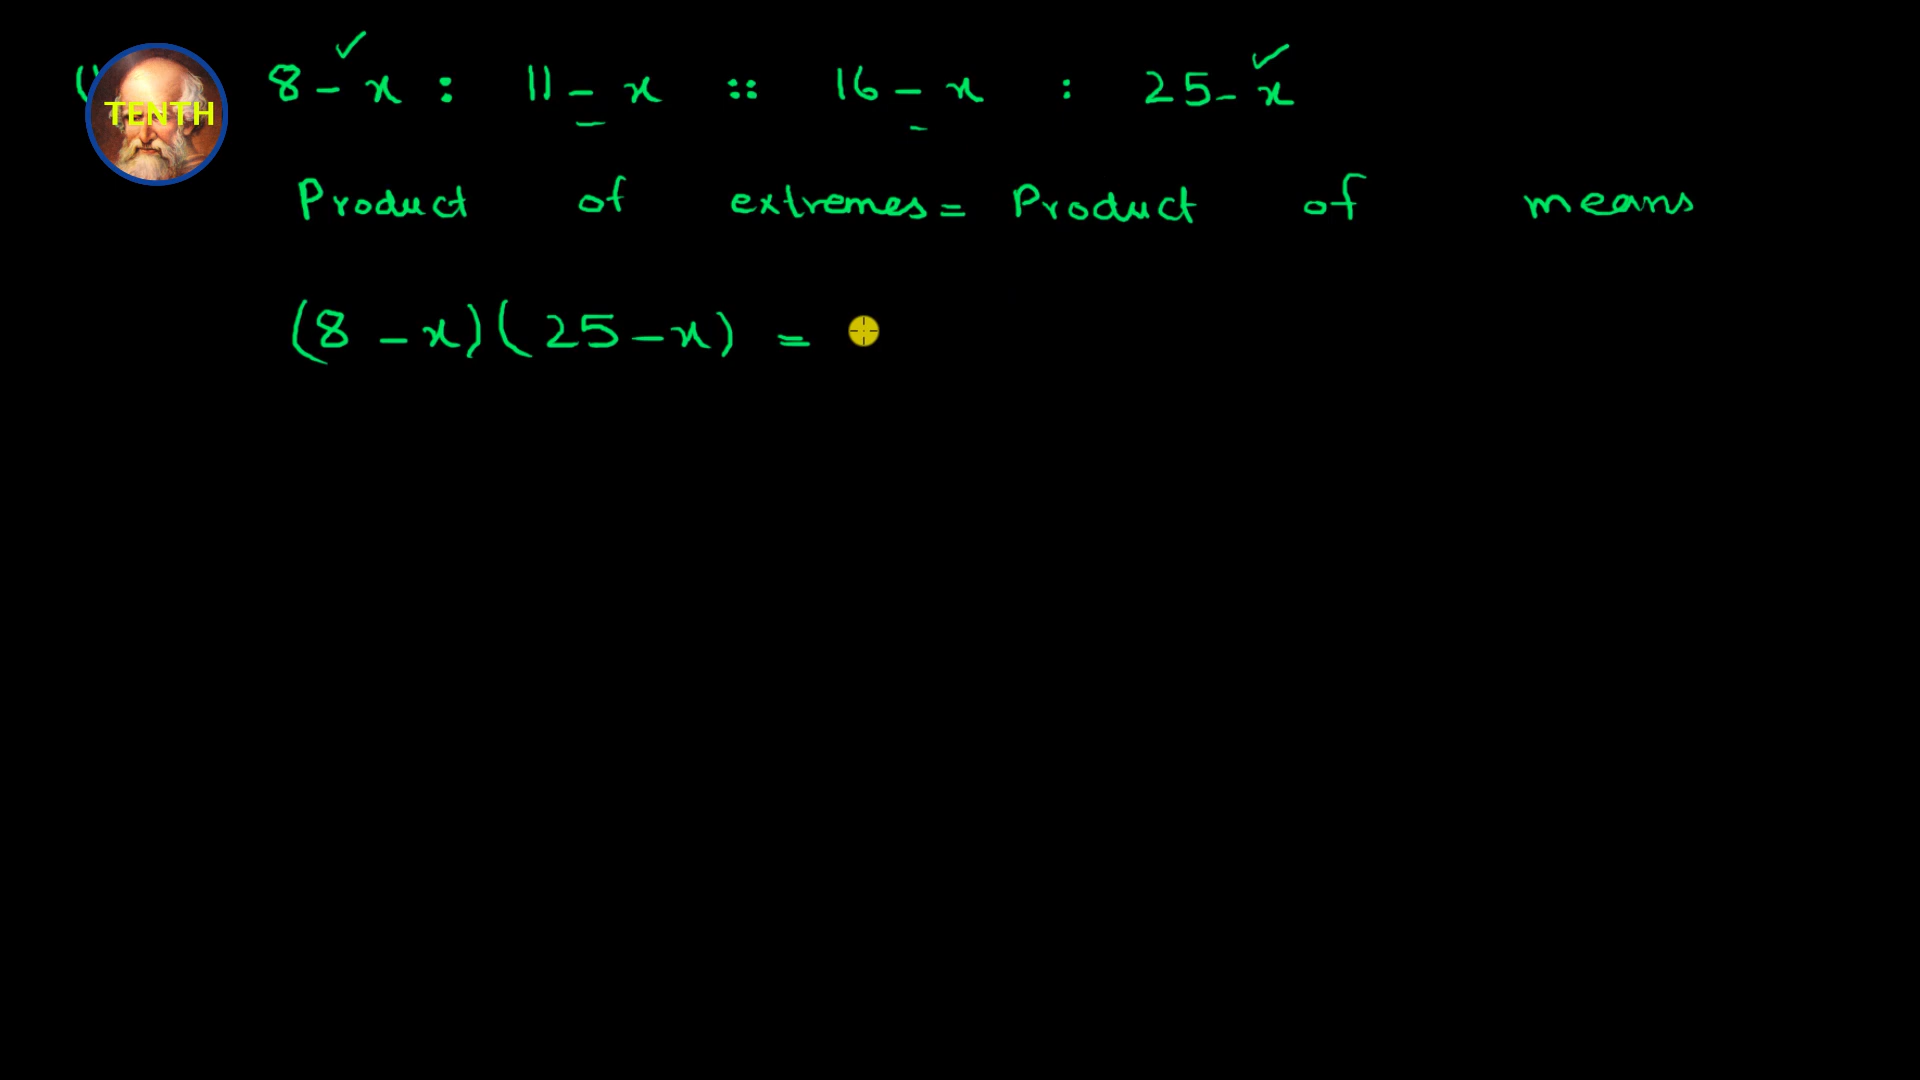 8 - x : 11 - x :: 16 - x : 25 - x
TENTH
Product of extremes = Product of means
(8 - x)(25 - x) =